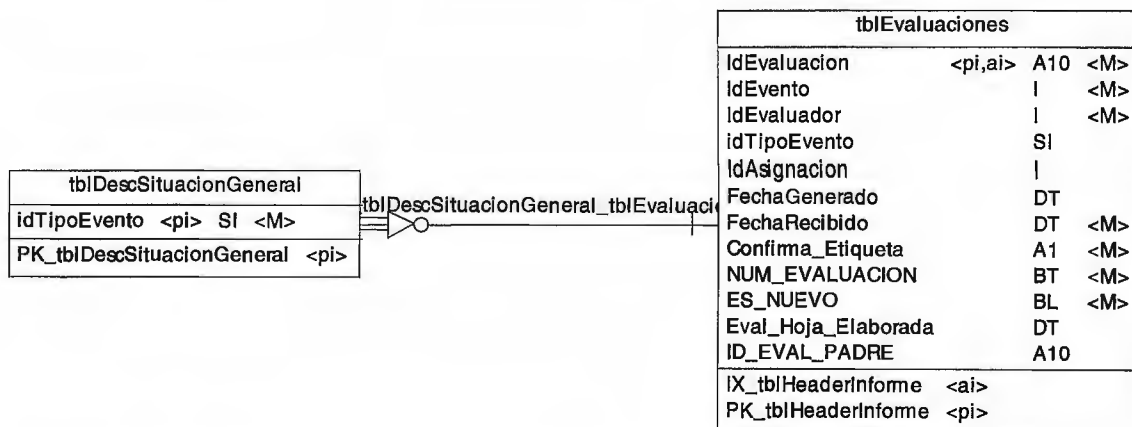 tblDescSituacionGeneral
idTipoEvento <pi> SI <M>
PK_tblDescSituacionGeneral <pi>
tblDescSituacionGeneral_tblEvaluacio
tblEvaluaciones
IdEvaluacion <pi,ai> A10 <M>
IdEvento I <M>
IdEvaluador I <M>
idTipoEvento SI
IdAsignacion I
FechaGenerado DT
FechaRecibido DT <M>
Confirma_Etiqueta A1 <M>
NUM_EVALUACION BT <M>
ES_NUEVO BL <M>
Eval_Hoja_Elaborada DT
ID_EVAL_PADRE A10
IX_tblHeaderInforme <ai>
PK_tblHeaderInforme <pi>